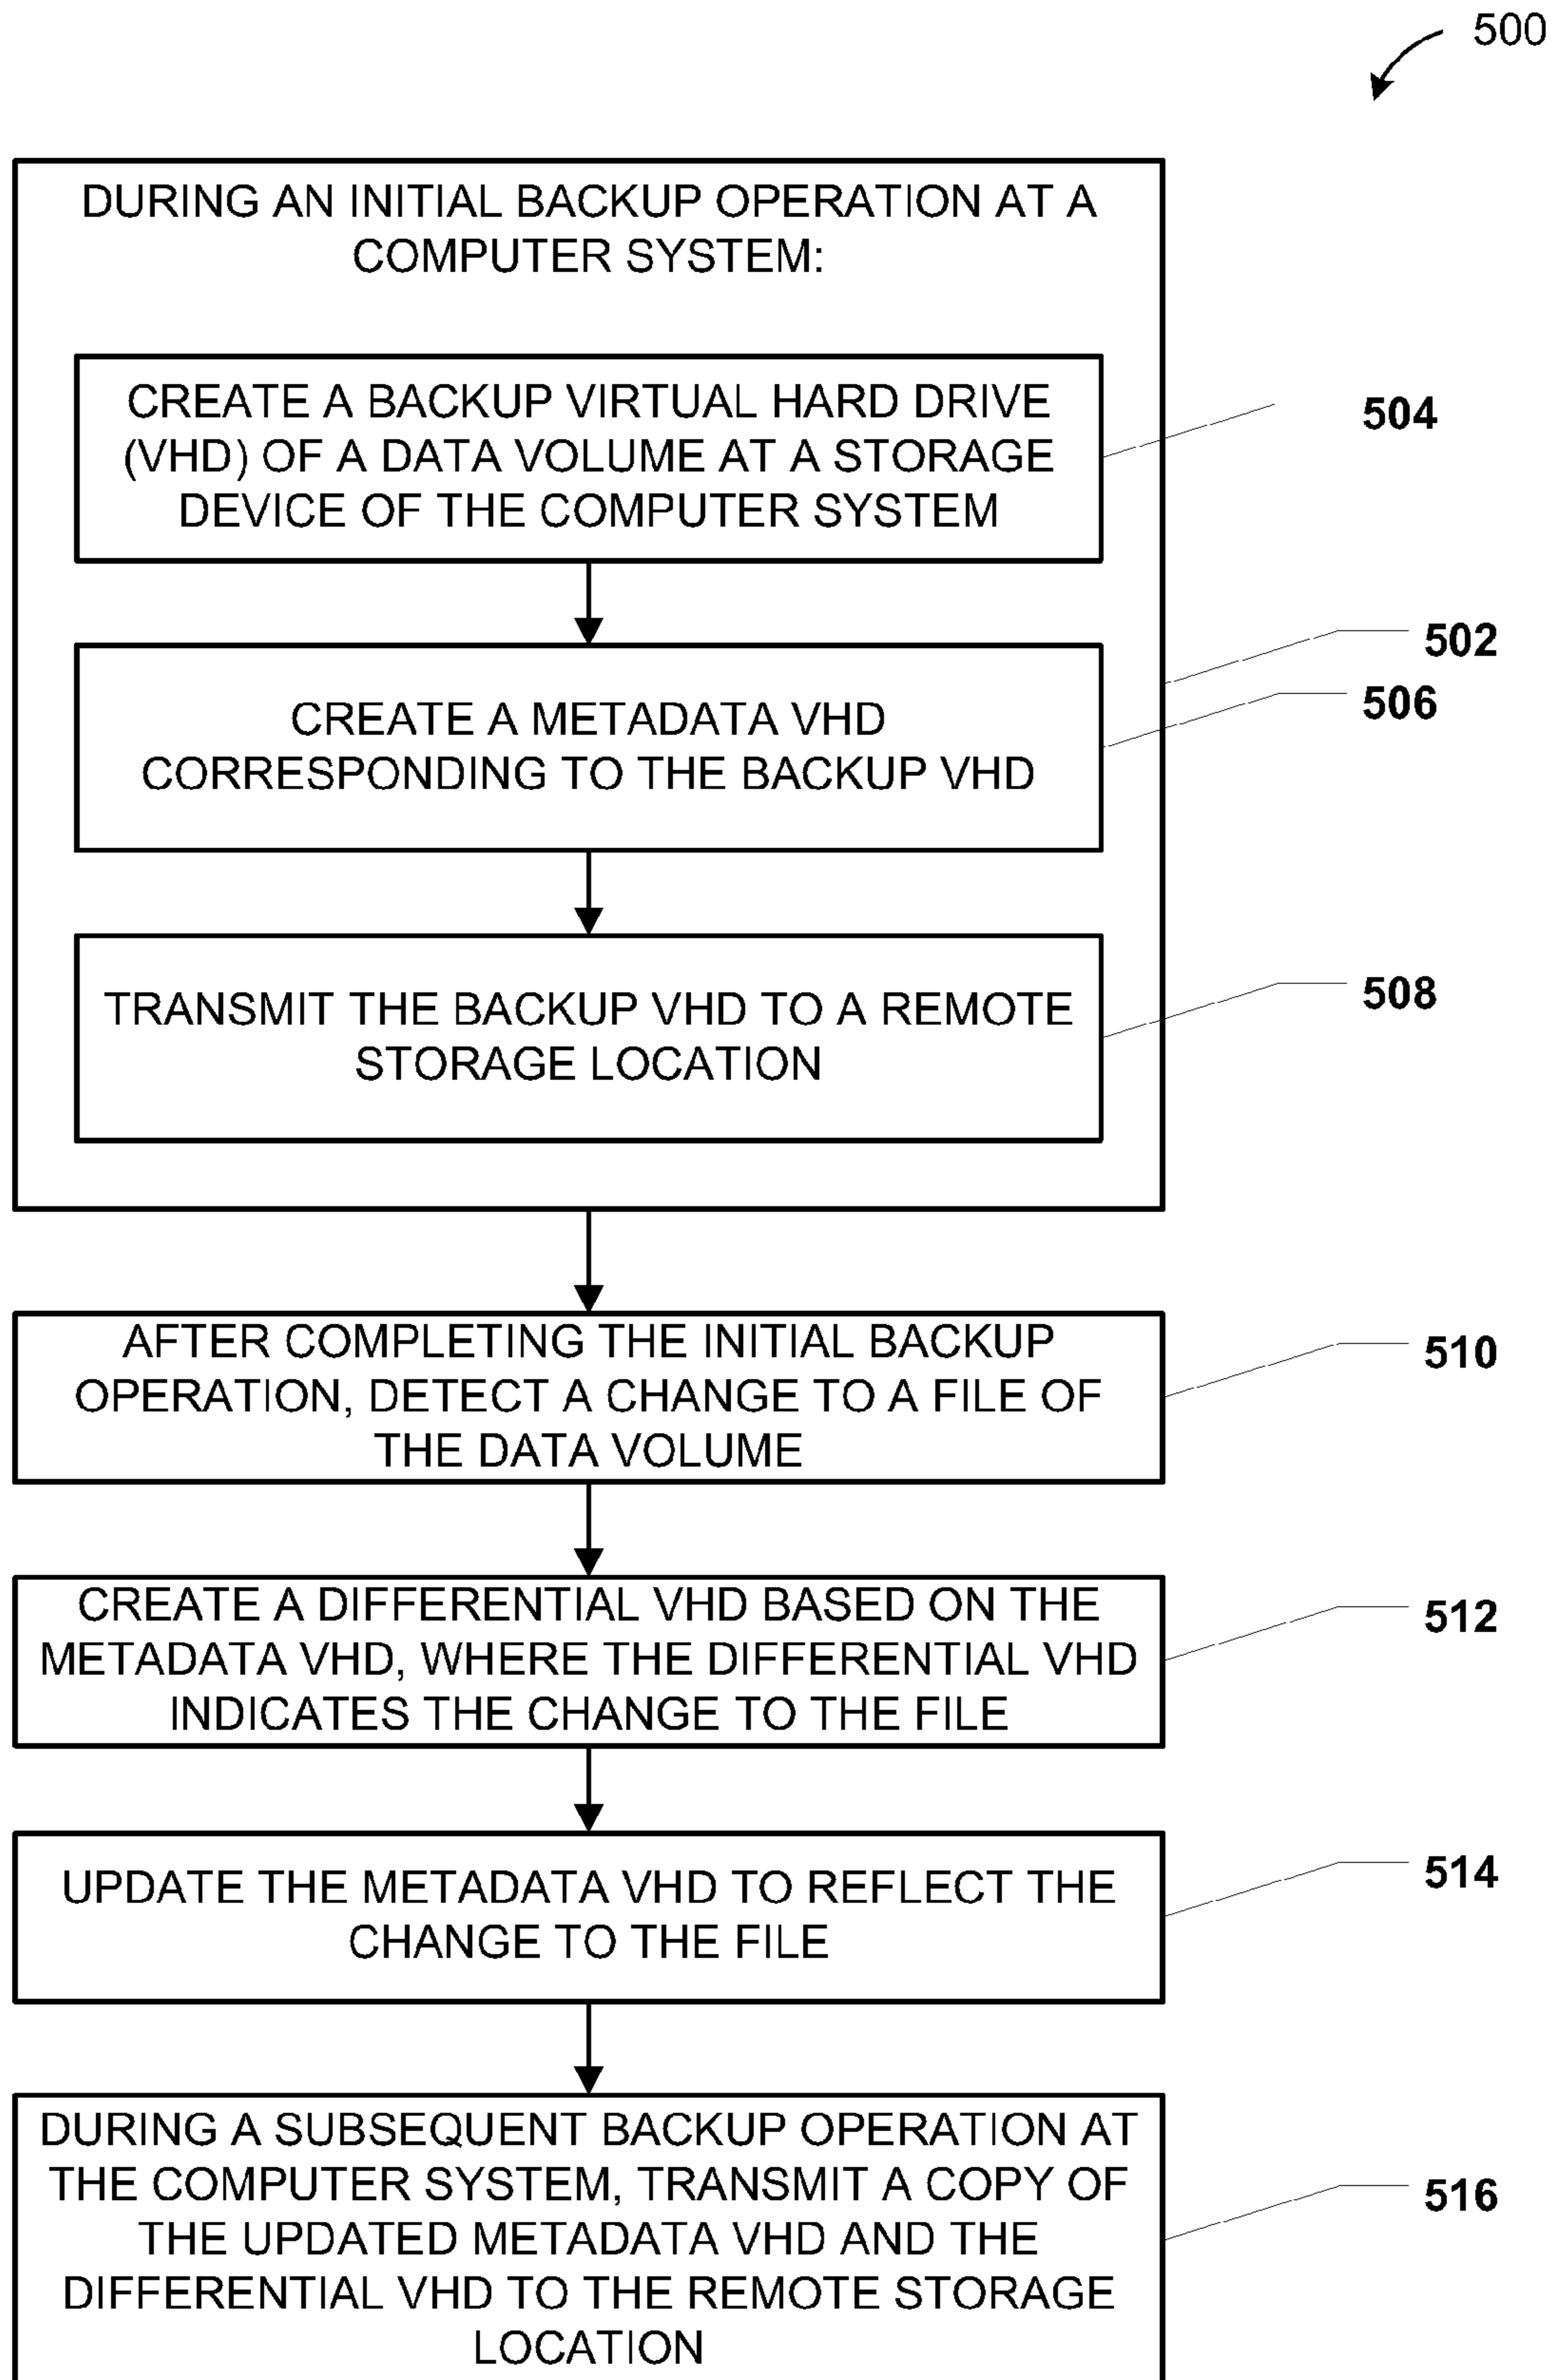 500
DURING AN INITIAL BACKUP OPERATION AT A
COMPUTER SYSTEM:
CREATE A BACKUP VIRTUAL HARD DRIVE
(VHD) OF A DATA VOLUME AT A STORAGE
DEVICE OF THE COMPUTER SYSTEM
504
502
CREATE A METADATA VHD
CORRESPONDING TO THE BACKUP VHD
506
TRANSMIT THE BACKUP VHD TO A REMOTE
STORAGE LOCATION
508
AFTER COMPLETING THE INITIAL BACKUP
OPERATION, DETECT A CHANGE TO A FILE OF
THE DATA VOLUME
510
CREATE A DIFFERENTIAL VHD BASED ON THE
METADATA VHD, WHERE THE DIFFERENTIAL VHD
INDICATES THE CHANGE TO THE FILE
512
UPDATE THE METADATA VHD TO REFLECT THE
CHANGE TO THE FILE
514
DURING A SUBSEQUENT BACKUP OPERATION AT
THE COMPUTER SYSTEM, TRANSMIT A COPY OF
THE UPDATED METADATA VHD AND THE
DIFFERENTIAL VHD TO THE REMOTE STORAGE
LOCATION
516